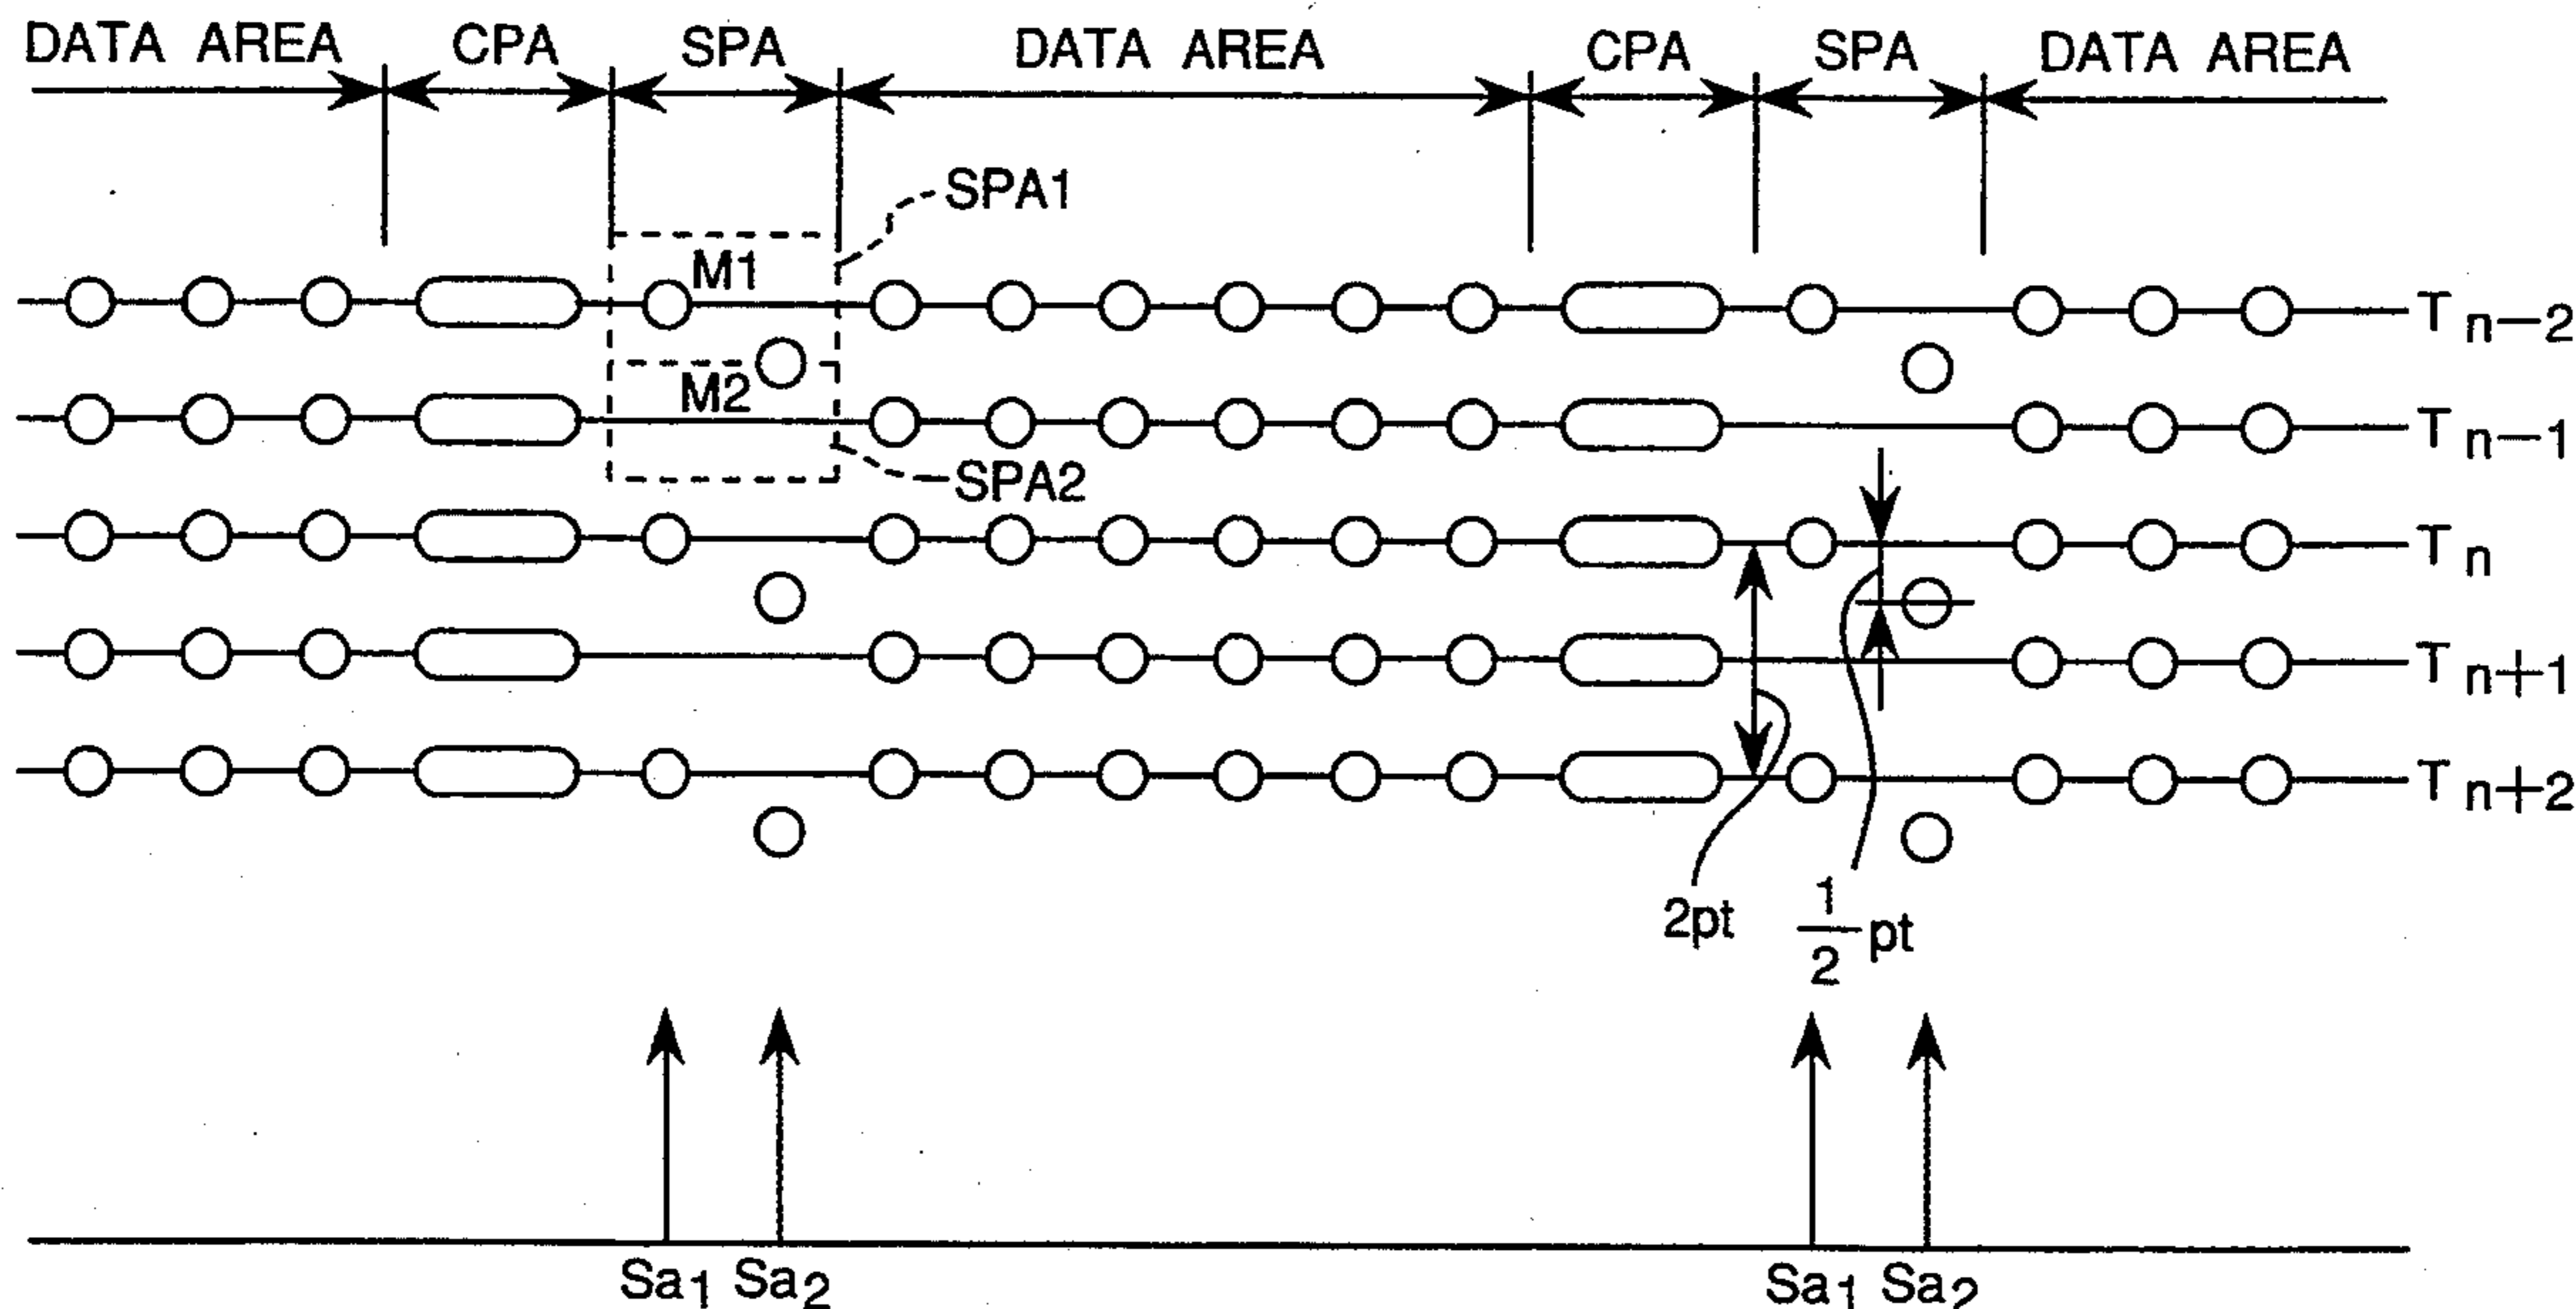 DATA AREA CPA SPA DATA AREA CPA SPA DATA AREA
SPA1
M1
T n-2
M2
T n-1
SPA2
T n
T n+1
T n+2
2pt
1/2 pt
Sa1 Sa2 Sa1 Sa2